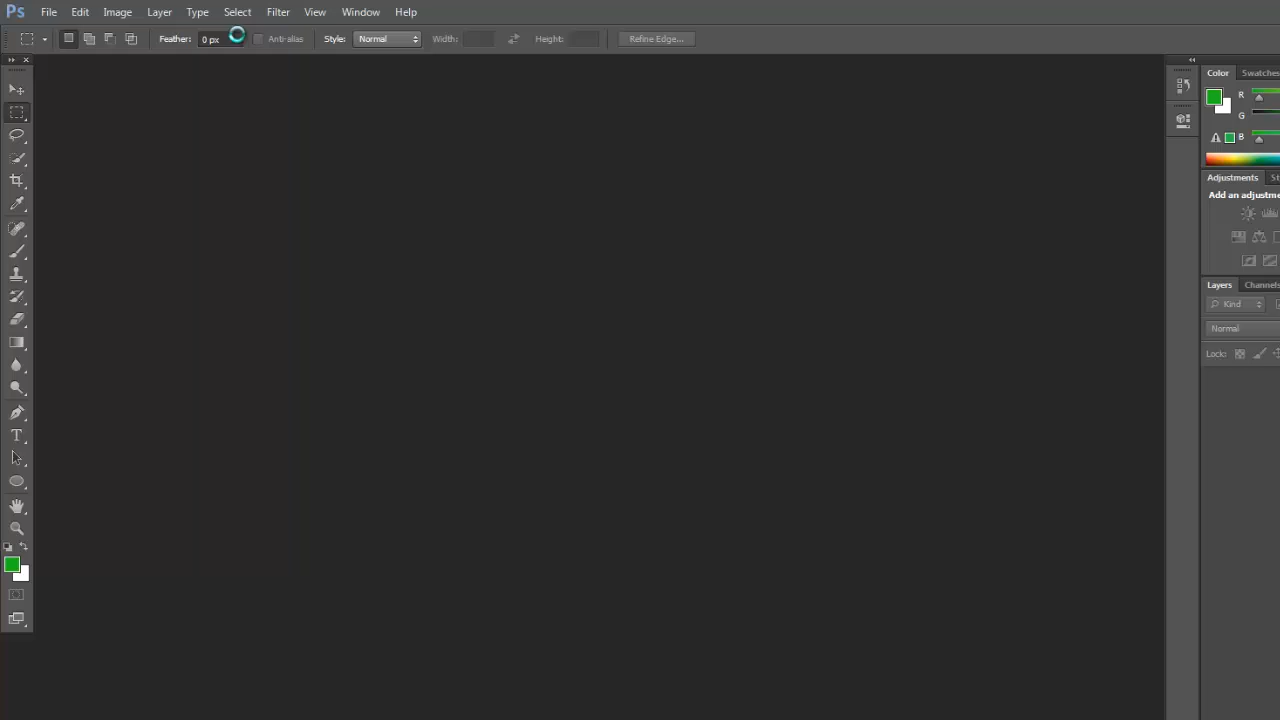 Ps File Edit Image Layer Type Select Filter View Window Help
Feather: 0 px Anti-alias Style: Normal Width: Height: Refine Edge...
Color Swatches
R
G
B
Adjustments
Add an adjustme
Layers Channels
Kind
Normal
Lock:
T